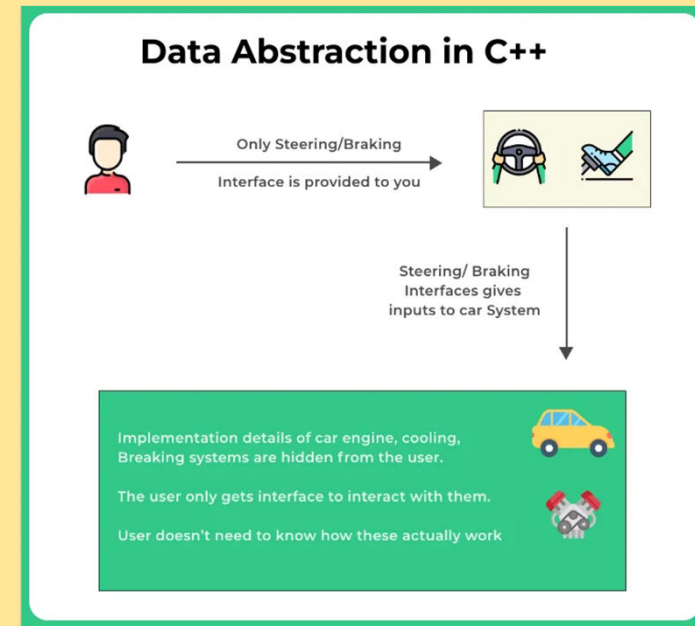 Data Abstraction in C++
Only Steering/Braking
Interface is provided to you
Steering/ Braking
Interfaces gives
inputs to car System
Implementation details of car engine, cooling,
Breaking systems are hidden from the user.
The user only gets interface to interact with them.
User doesn't need to know how these actually work